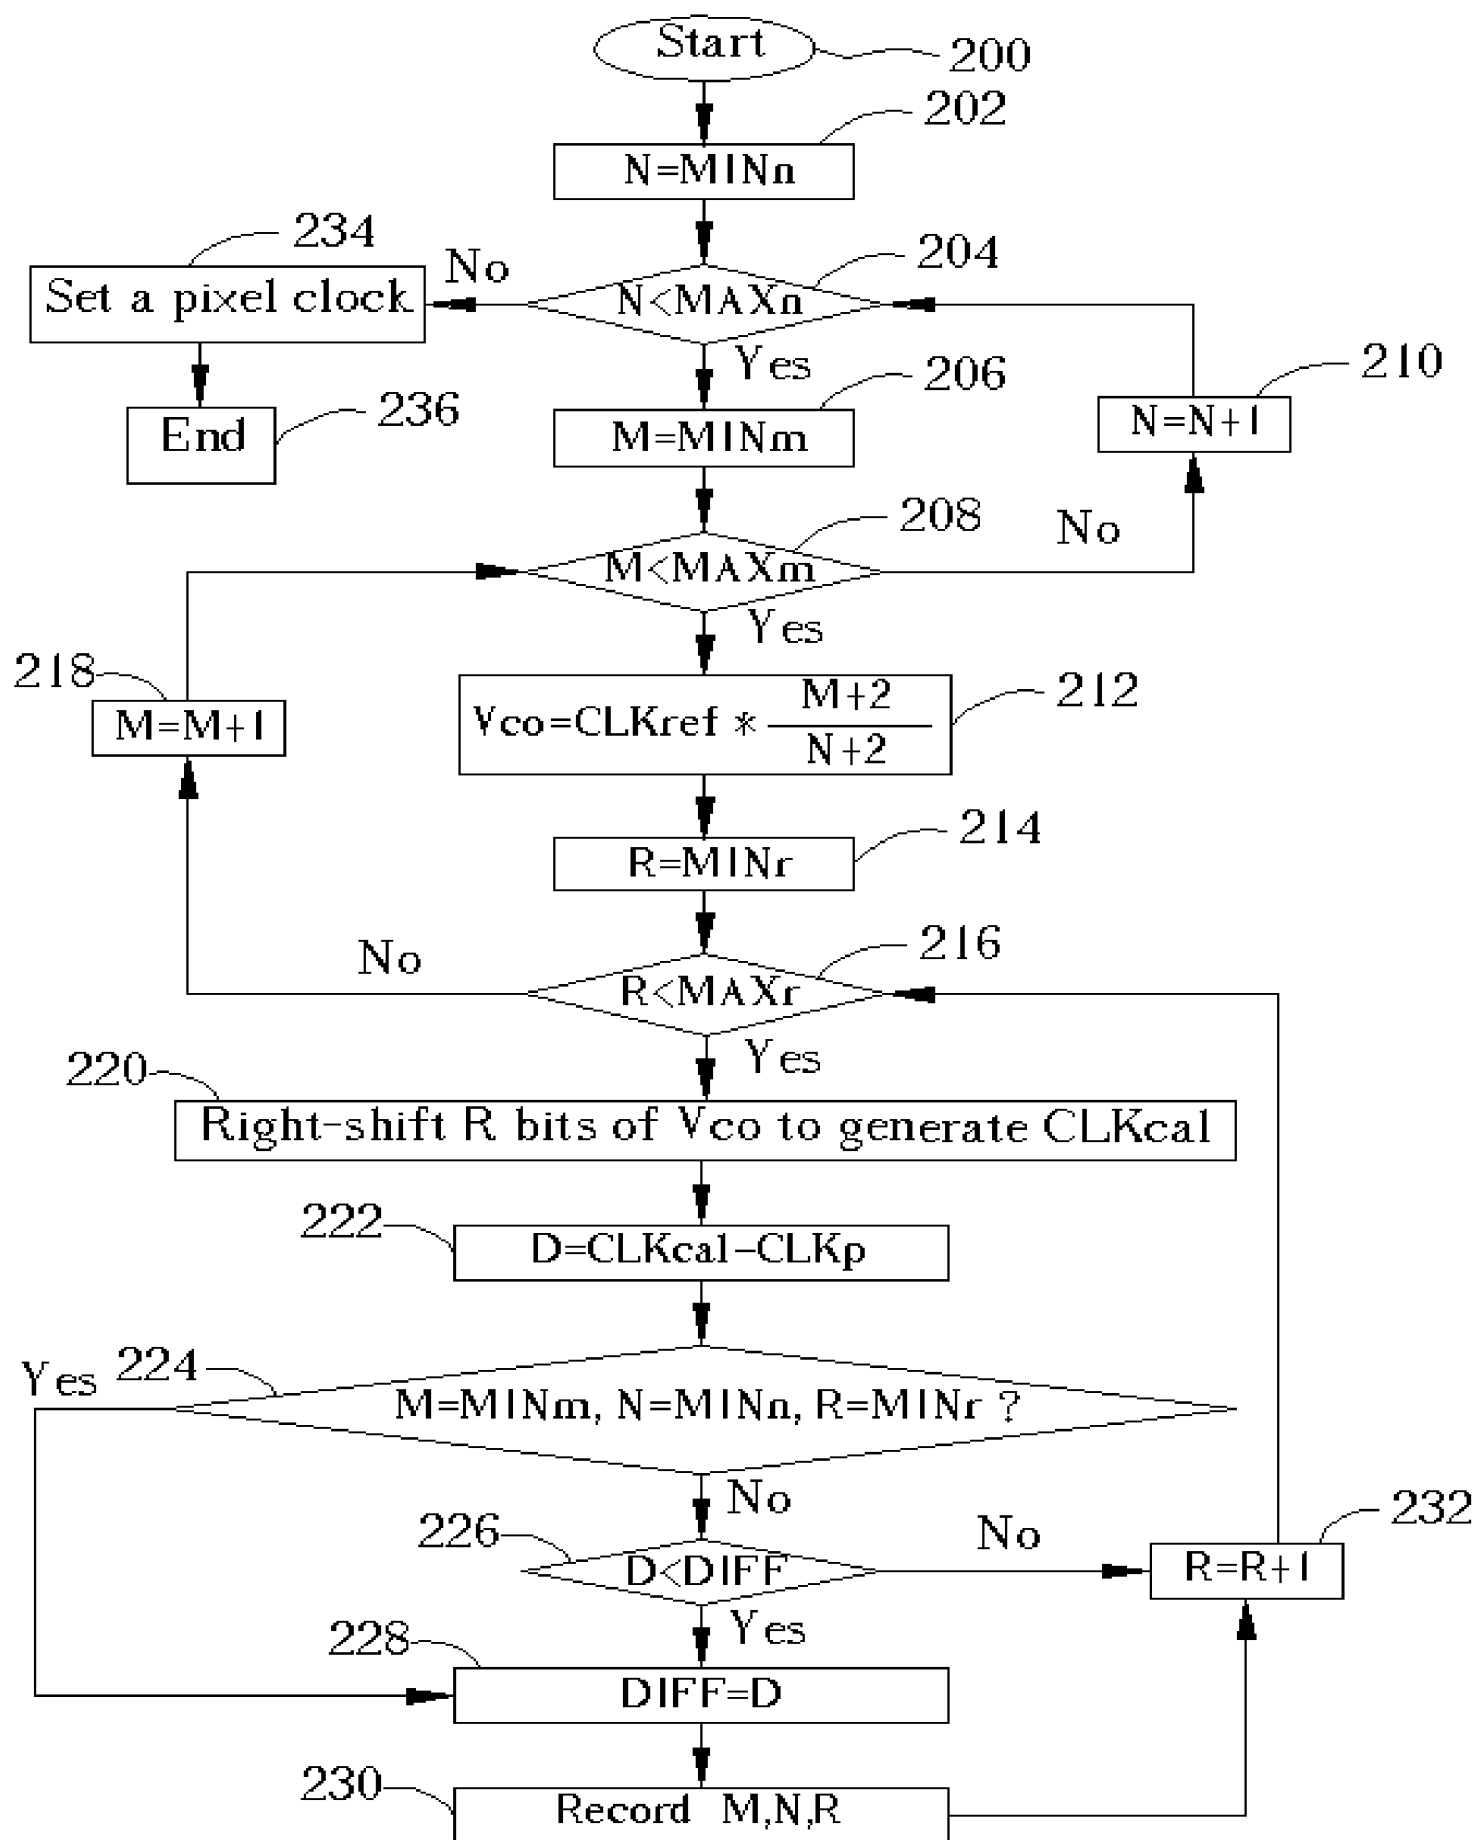 Start
200
202
N=MINn
234
No
204
Set a pixel clock
N<MAXn
Yes
206
210
236
End
M=MINm
N=N+1
208
No
M<MAXm
Yes
218
212
M=M+1
Vco=CLKref * M+2
N+2
214
R=MINr
No
216
R<MAXr
Yes
220
Right-shift R bits of Vco to generate CLKcal
222
D=CLKcal-CLKp
Yes 224
M=MINm, N=MINn, R=MINr ?
No
232
226
No
D<DIFF
R=R+1
Yes
228
DIFF=D
230
Record M,N,R